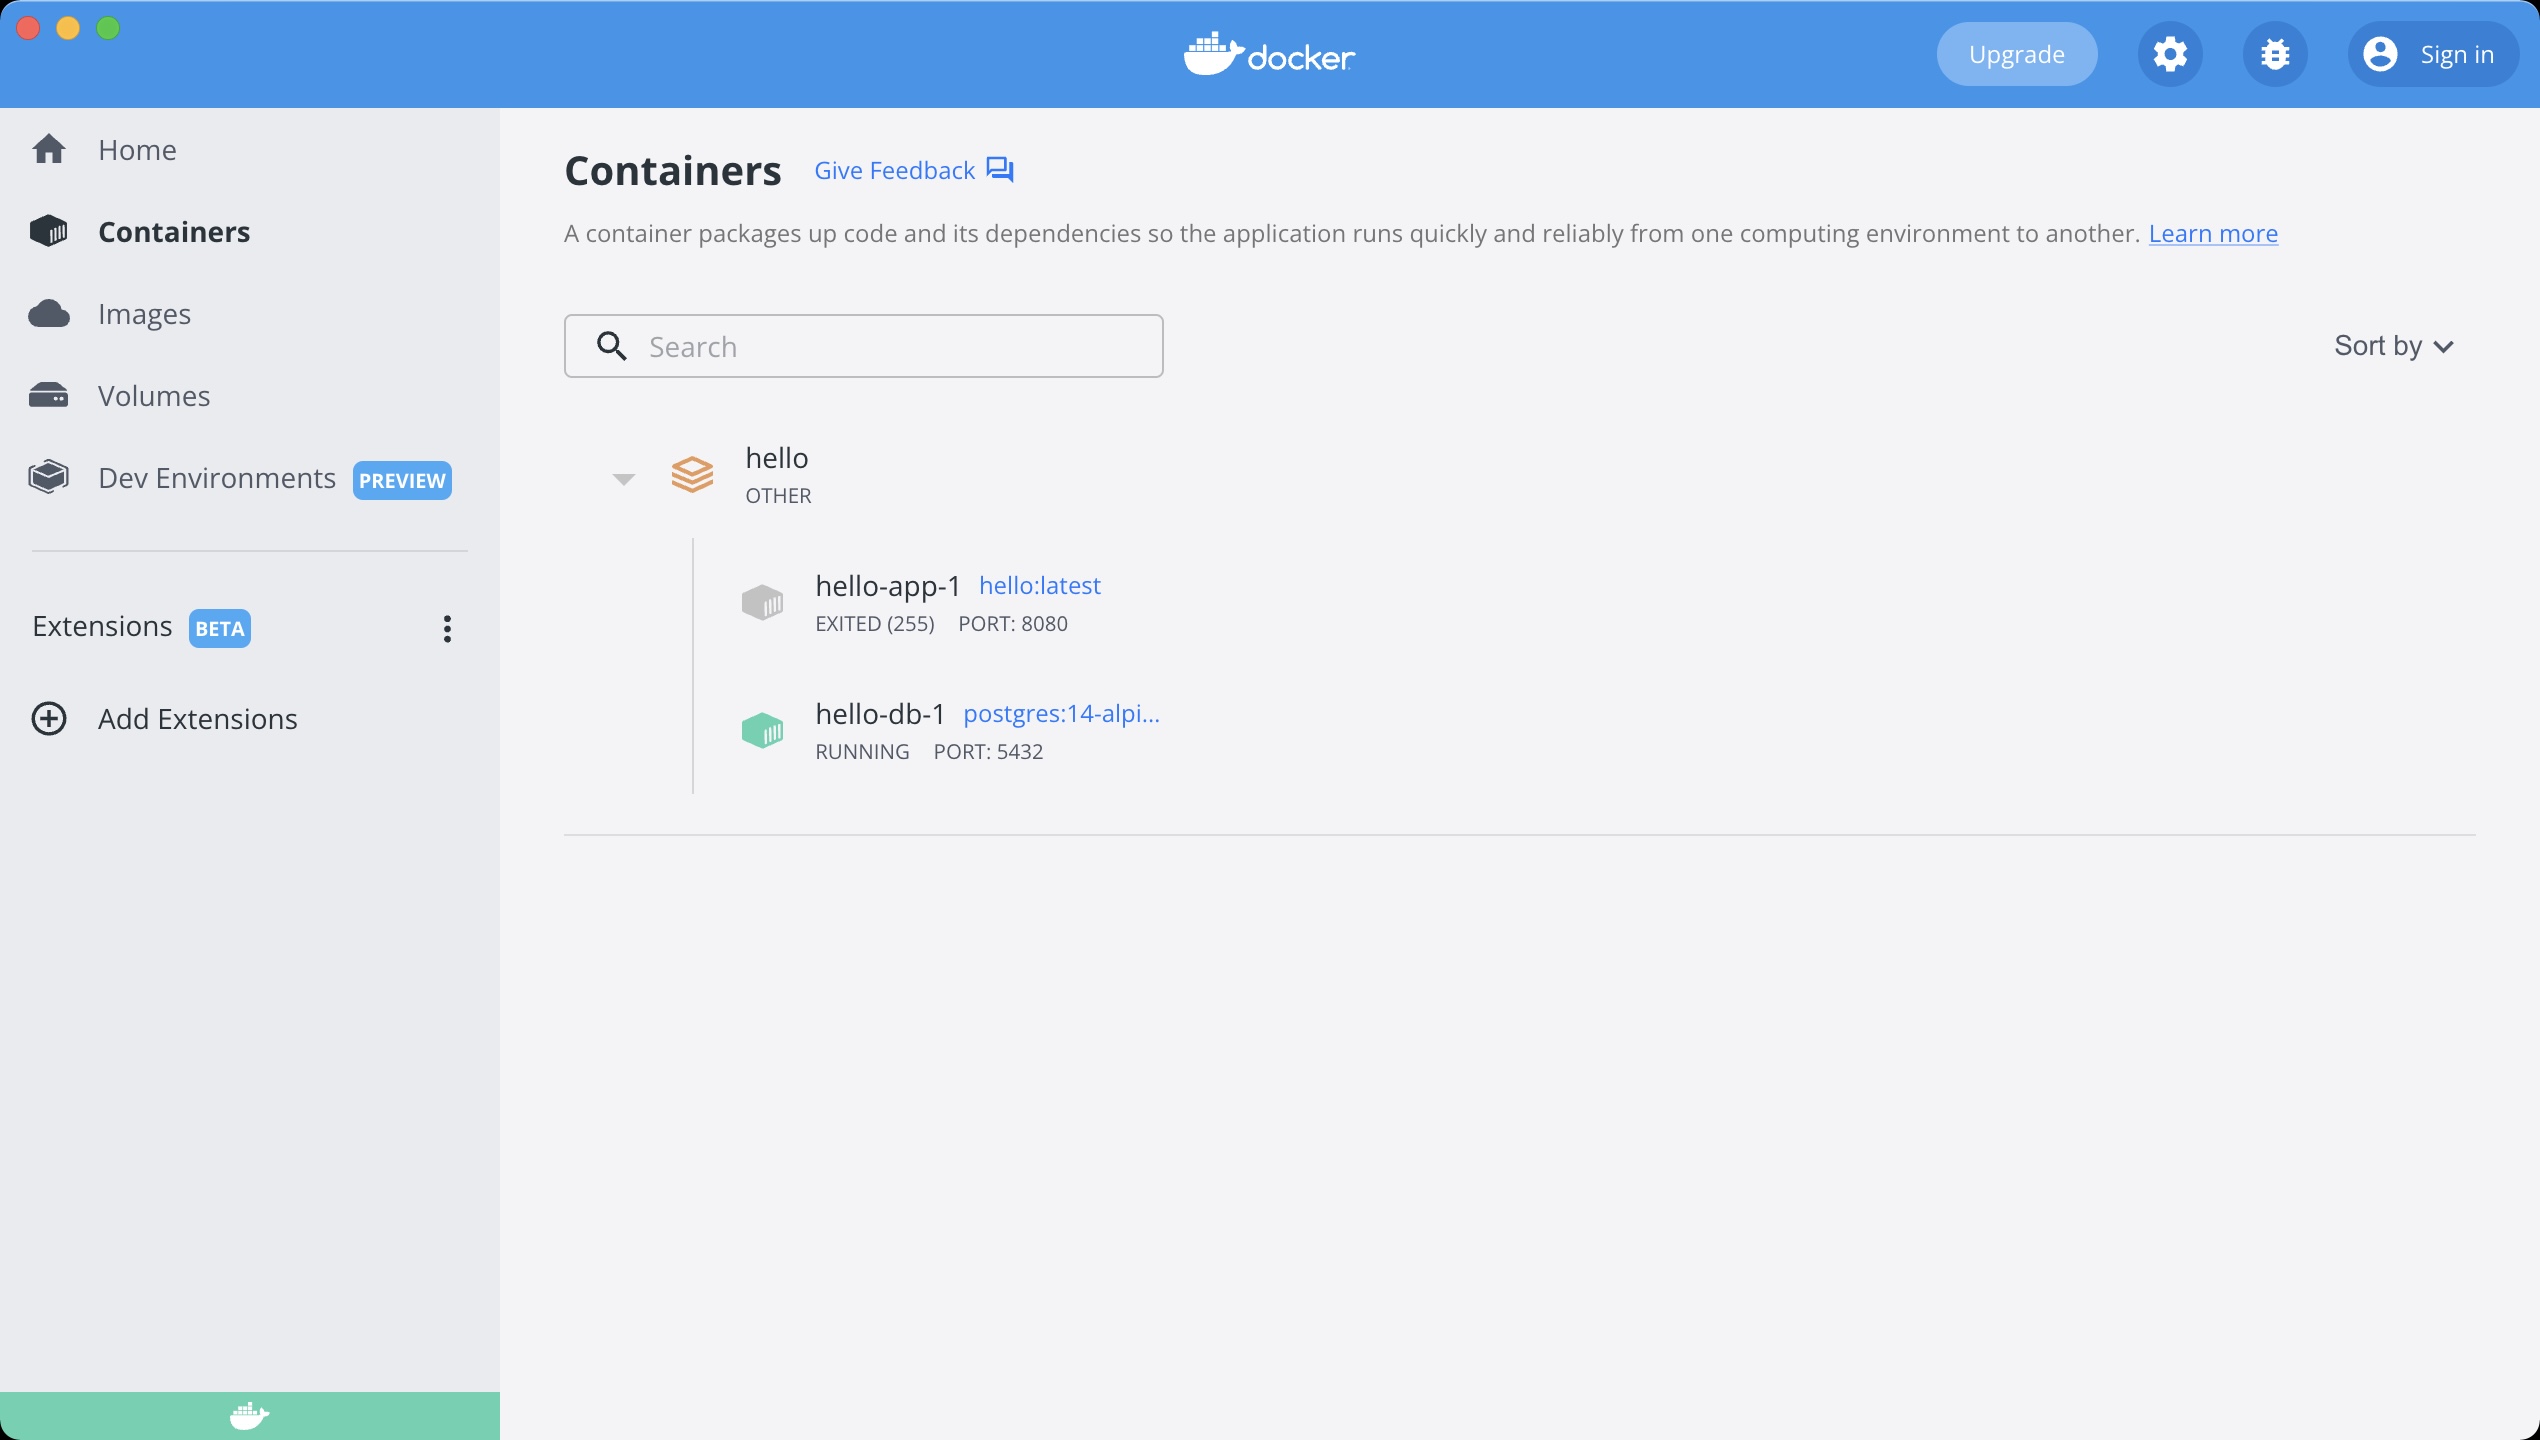 docker
Upgrade
Sign in
Home
Containers
Images
Volumes
Dev Environments PREVIEW
Extensions BETA
Add Extensions
Containers Give Feedback
A container packages up code and its dependencies so the application runs quickly and reliably from one computing environment to another. Learn more
Search
Sort by
hello
OTHER
hello-app-1 hello:latest
EXITED (255) PORT: 8080
hello-db-1 postgres:14-alpi...
RUNNING PORT: 5432